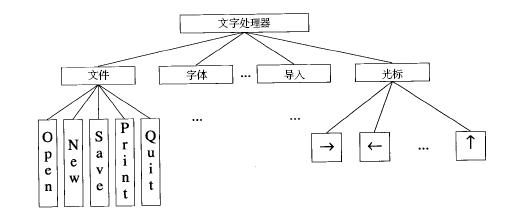 文字处理器
文件 字体 … 导入 光标
Open New Save Print Quit … … → ← … ↑